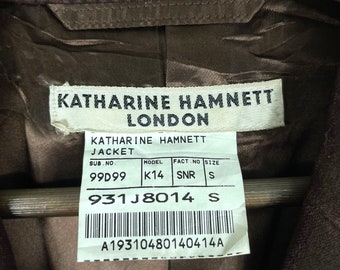 KATHARINE HAMNETT
LONDON
KATHARINE HAMNETT
JACKET
SUB.NO. MODEL FACT.NO SIZE
99D99 K14 SNR S
931J8014 S
A19310480140414A